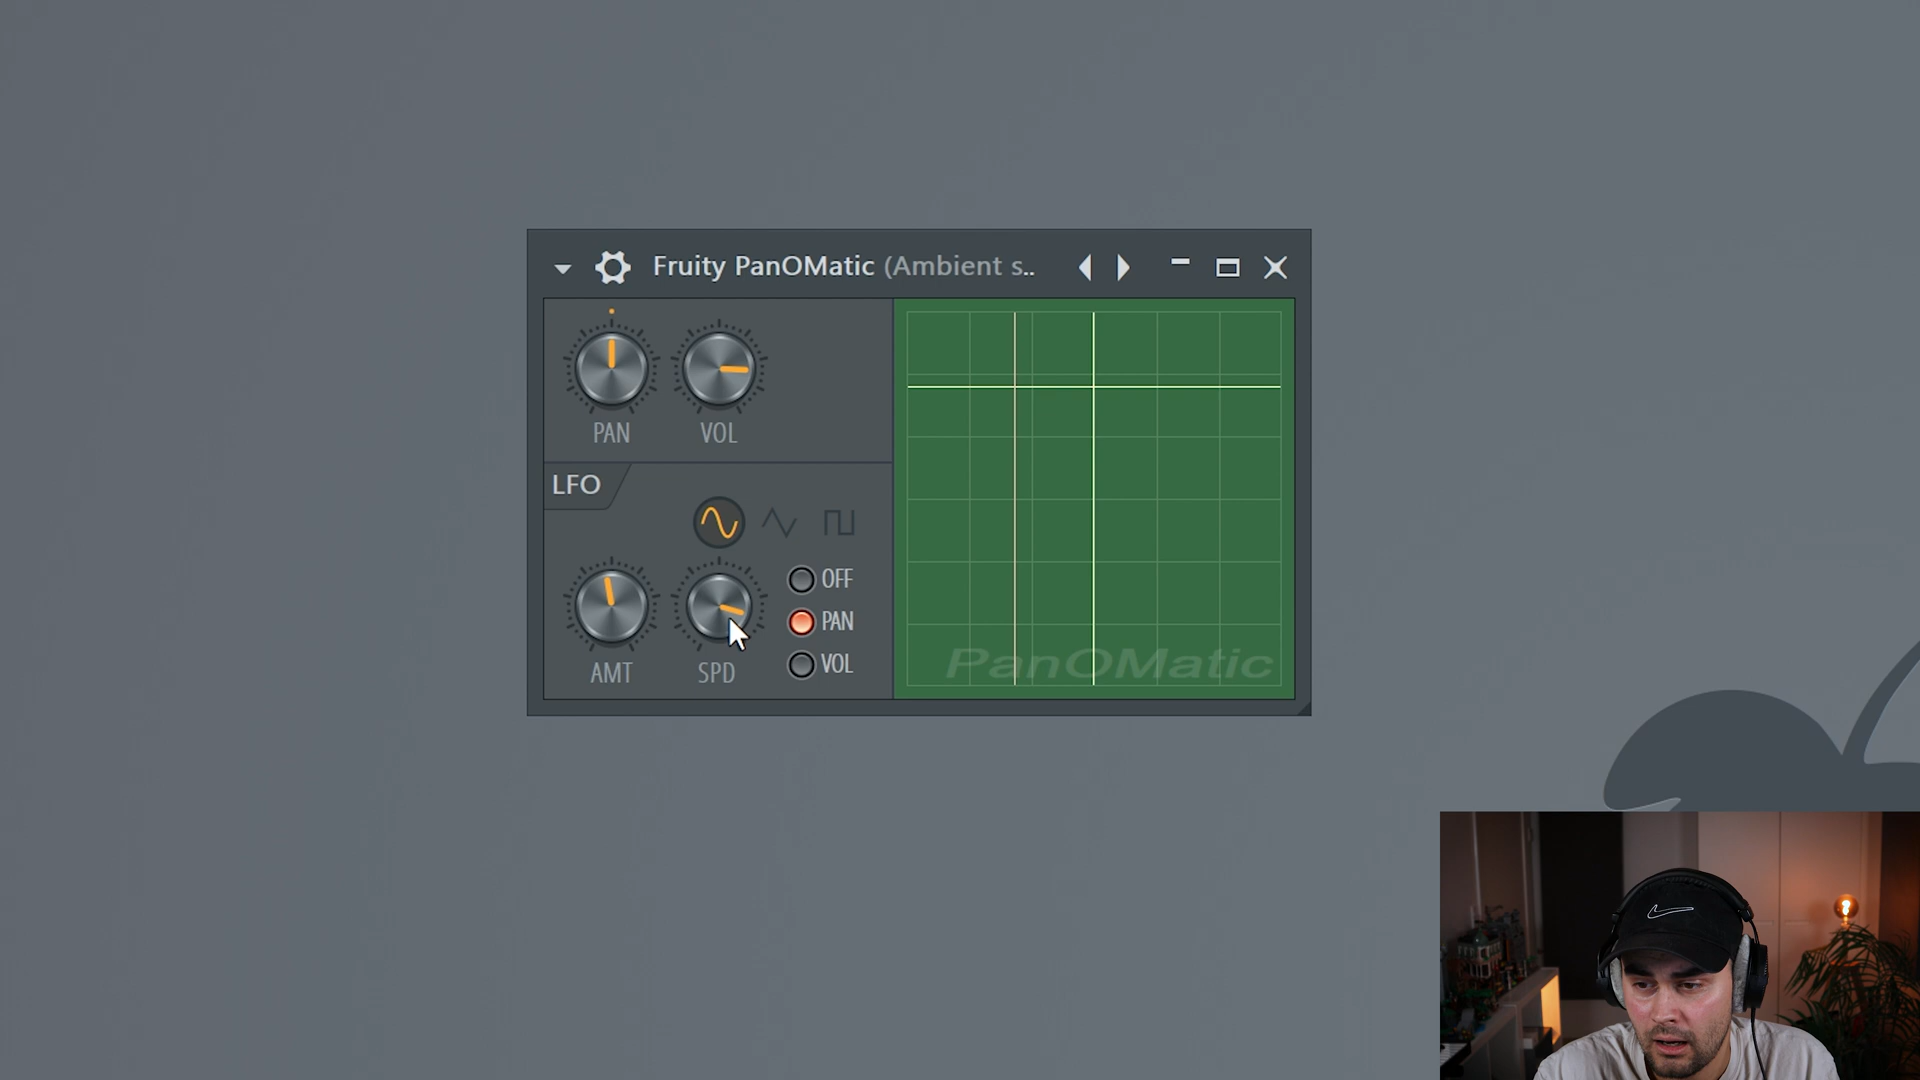 Fruity PanOMatic (Ambient s..
PAN
VOL
LFO
OFF
PAN
VOL
AMT
SPD
PanOMatic